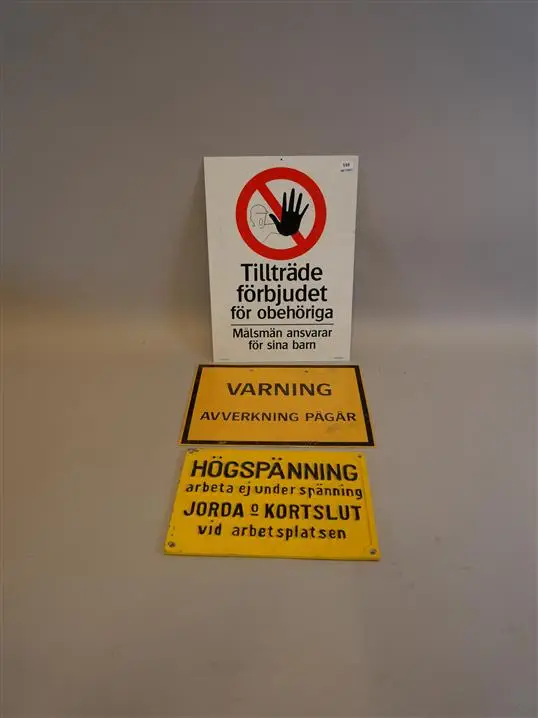 Tillträde
förbjudet
för obehöriga
Målsmän ansvarar
för sina barn
VARNING
AVVERKNING PÅGÅR
HÖGSPÄNNING
arbeta ej under spänning
JORDA o KORTSLUT
vid arbetsplatsen